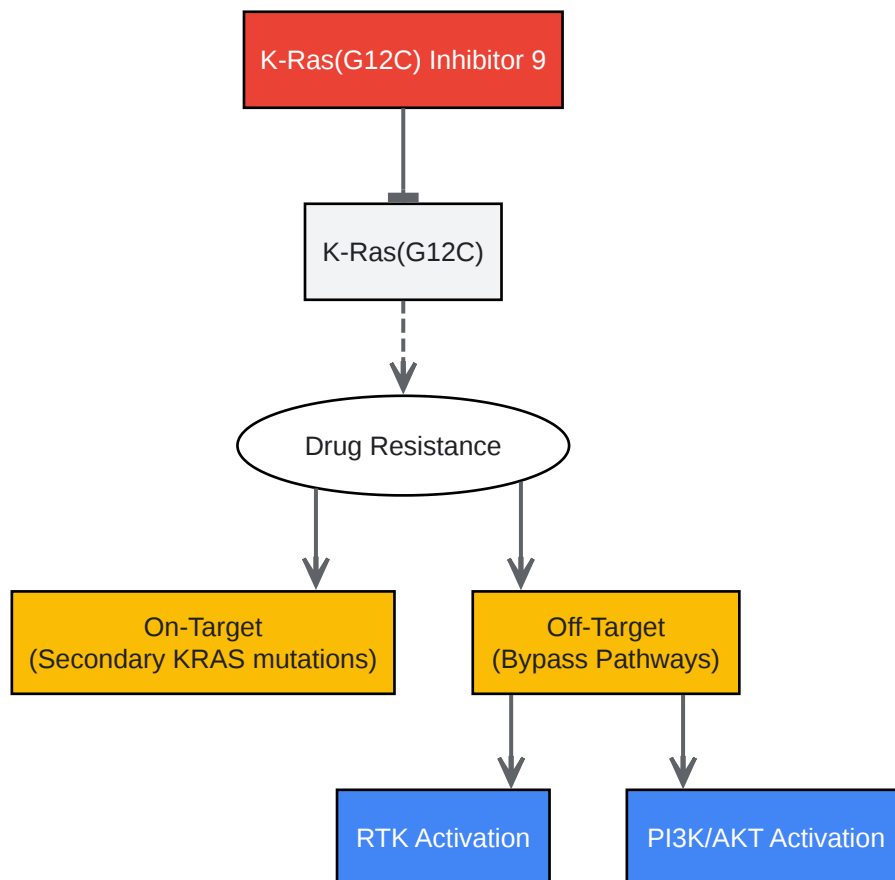 K-Ras(G12C) Inhibitor 9
K-Ras(G12C)
Drug Resistance
On-Target
(Secondary KRAS mutations)
Off-Target
(Bypass Pathways)
RTK Activation
PI3K/AKT Activation